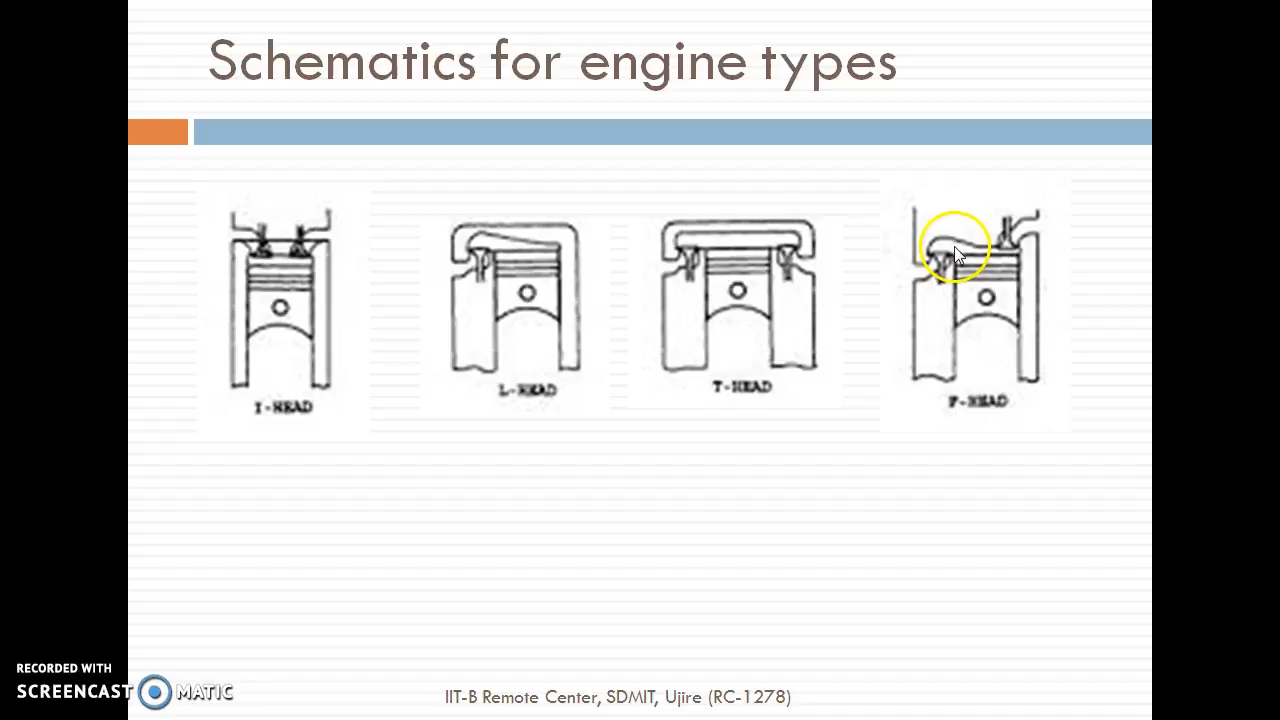 Schematics for engine types
I-HEAD
L-HEAD
T-HEAD
F-HEAD
RECORDED WITH
SCREENCAST MATIC
IIT-B Remote Center, SDMIT, Ujire (RC-1278)